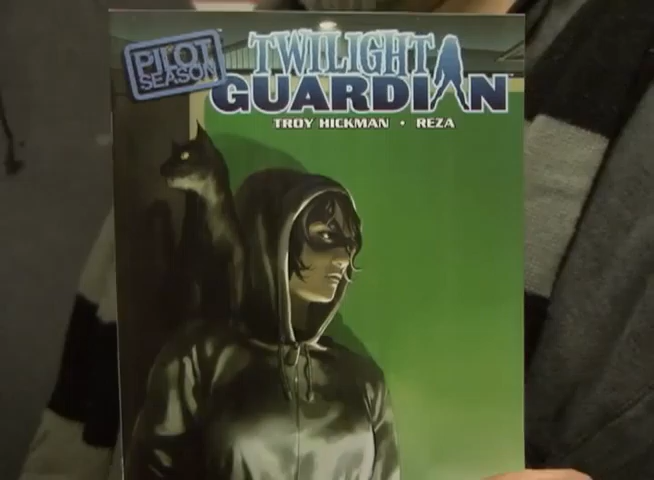 PILOT
SEASON
TWILIGHT
GUARDIAN
TROY HICKMAN • REZA